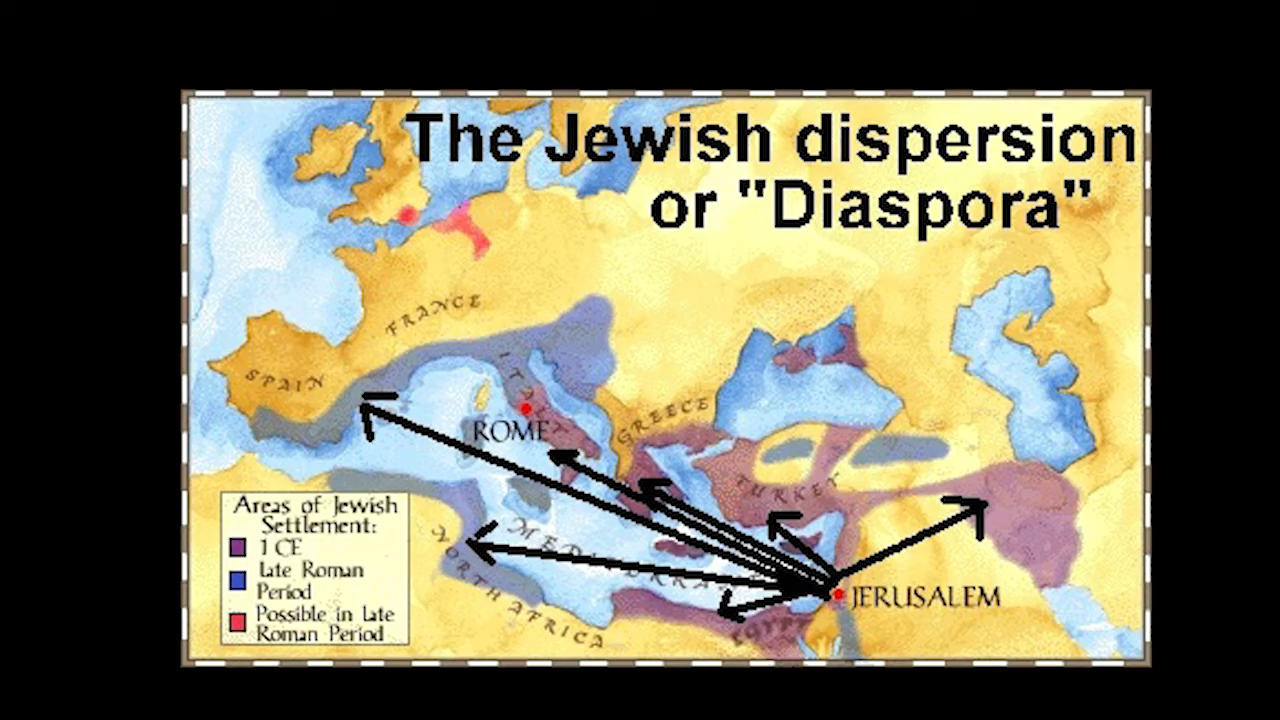 The Jewish dispersion
or "Diaspora"
FRANCE
SPAIN
ITALY
ROME
GREECE
TURKEY
MEDITERRANEAN
NORTH AFRICA
EGYPT
JERUSALEM
Areas of Jewish
Settlement:
1 CE
Late Roman
Period
Possible in Late
Roman Period